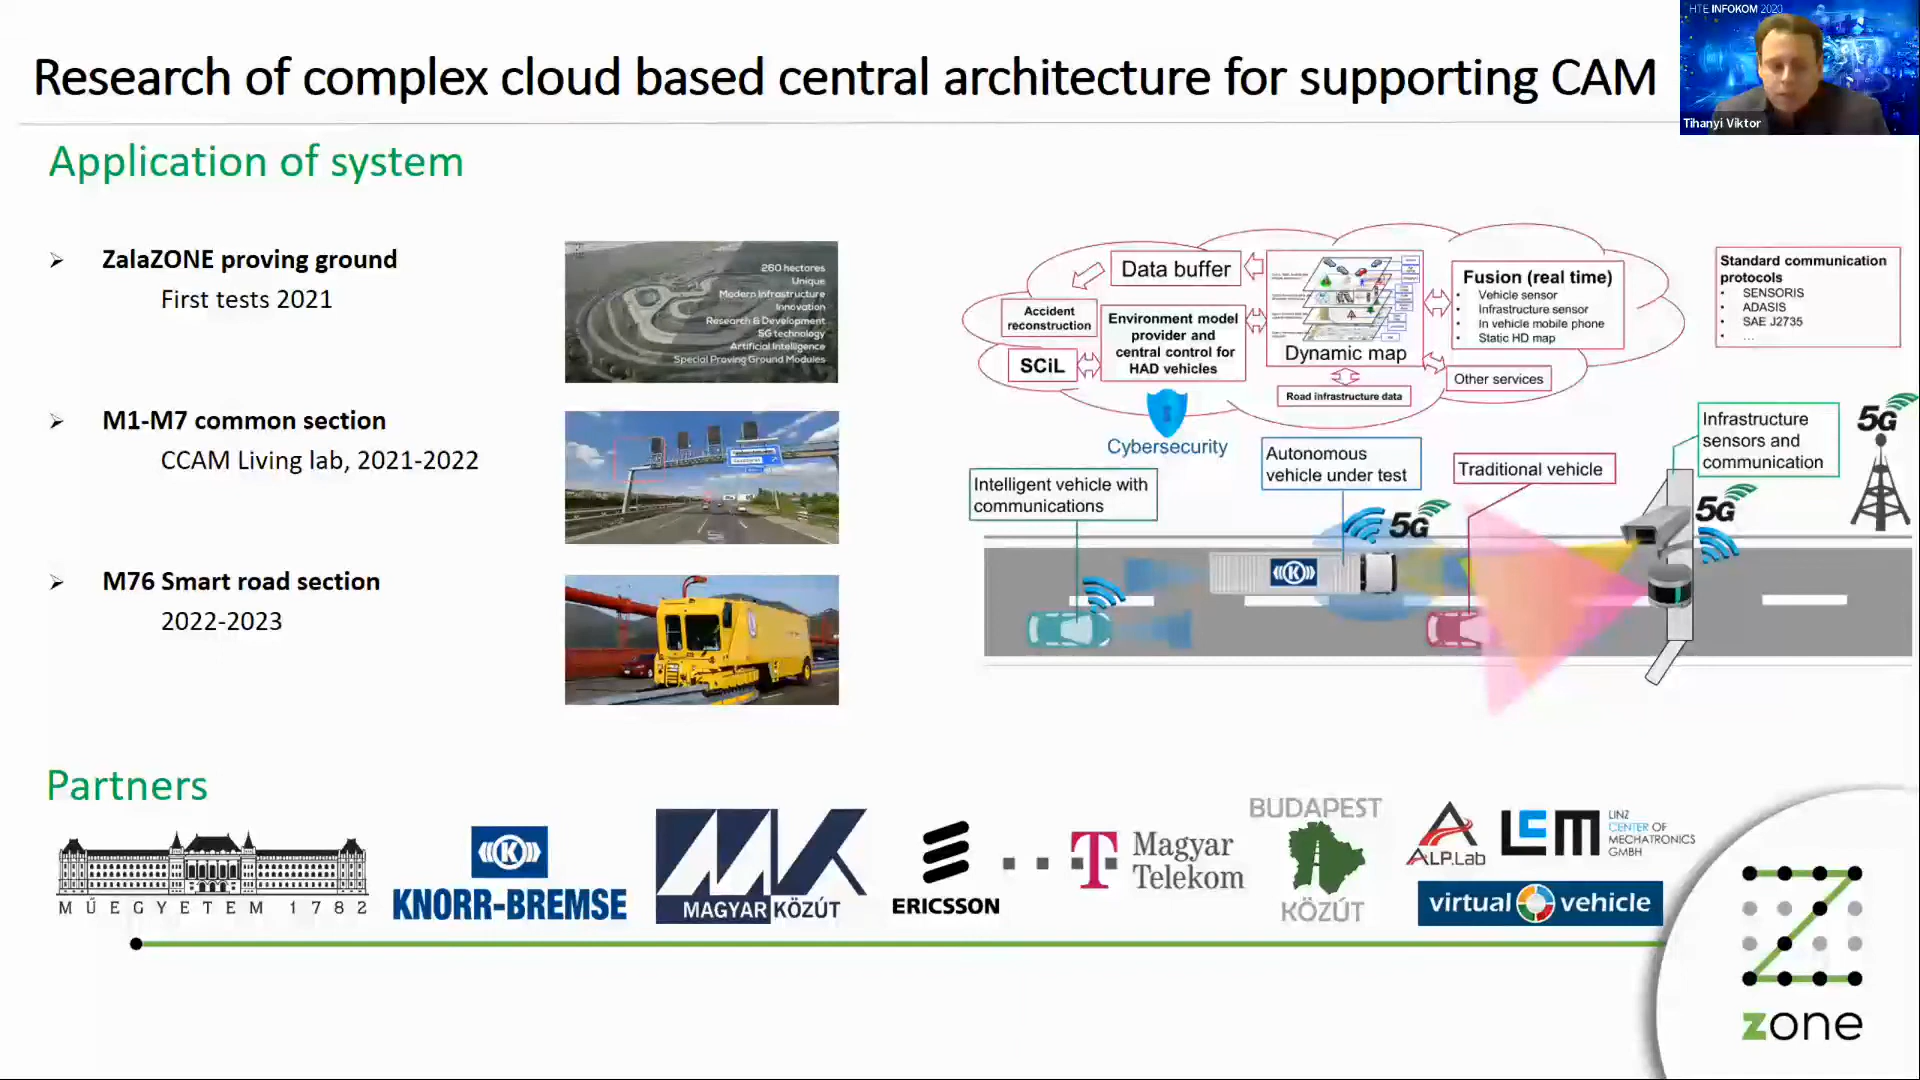 HTE INFOKOM 2020
Tihanyi Viktor
Research of complex cloud based central architecture for supporting CAM
Application of system
ZalaZONE proving ground
First tests 2021
260 hectores
Unique
Modern Infrastructure
Innovation
Research & Development
5G technology
Artificial Intelligence
Special Proving Ground Modules
M1-M7 common section
CCAM Living lab, 2021-2022
M76 Smart road section
2022-2023
Data buffer
Accident
reconstruction
SCiL
Environment model
provider and
central control for
HAD vehicles
Dynamic map
Road infrastructure data
Fusion (real time)
• Vehicle sensor
• Infrastructure sensor
• In vehicle mobile phone
• Static HD map
Other services
Standard communication
protocols
• SENSORIS
• ADASIS
• SAE J2735
• ...
Cybersecurity
Intelligent vehicle with
communications
Autonomous
vehicle under test
Traditional vehicle
Infrastructure
sensors and
communication
5G
5G
5G
K
Partners
MŰEGYETEM 1782
K
KNORR-BREMSE
MK
MAGYAR KÖZÚT
ERICSSON
T
Magyar
Telekom
BUDAPEST
KÖZÚT
ALP.Lab
LCM
LINZ
CENTER OF
MECHATRONICS
GMBH
virtual vehicle
zone